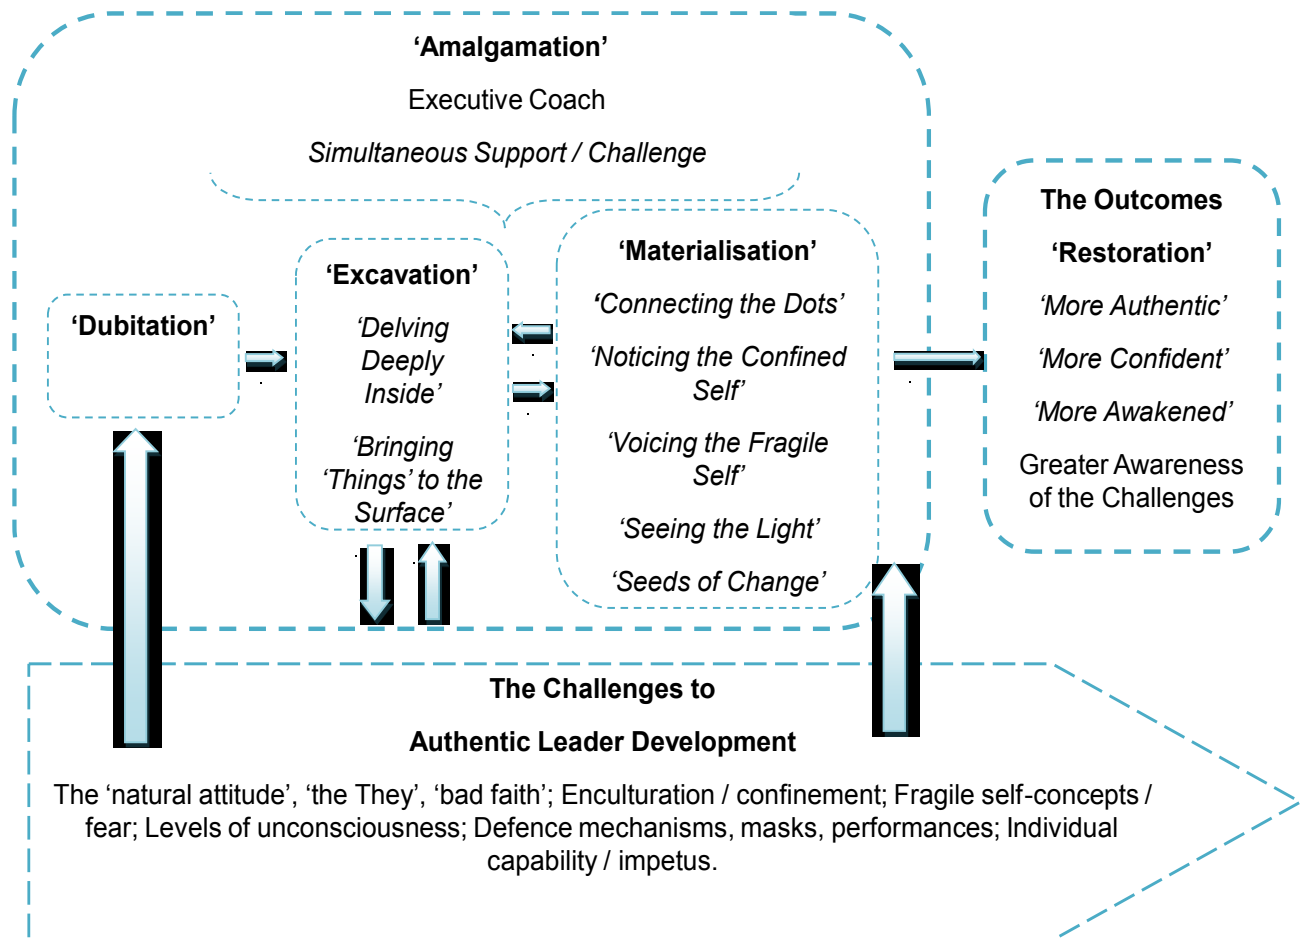 ‘Amalgamation’
Executive Coach
Simultaneous Support / Challenge
‘Dubitation’
‘Excavation’
‘Delving
Deeply
Inside’
‘Bringing
‘Things’ to the
Surface’
‘Materialisation’
‘Connecting the Dots’
‘Noticing the Confined
Self’
‘Voicing the Fragile
Self’
‘Seeing the Light’
‘Seeds of Change’
The Outcomes
‘Restoration’
‘More Authentic’
‘More Confident’
‘More Awakened’
Greater Awareness
of the Challenges
The Challenges to
Authentic Leader Development
The ‘natural attitude’, ‘the They’, ‘bad faith’; Enculturation / confinement; Fragile self-concepts /
fear; Levels of unconsciousness; Defence mechanisms, masks, performances; Individual
capability / impetus.